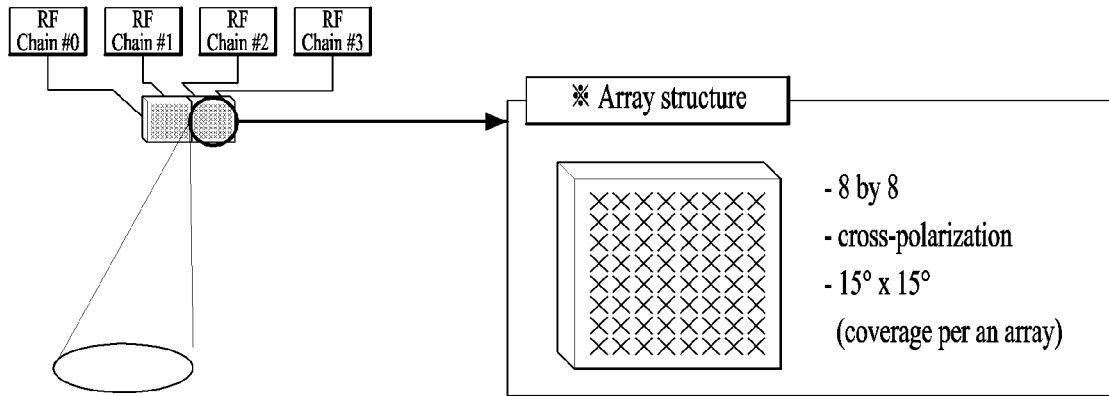 RF
Chain #0
RF
Chain #1
RF
Chain #2
RF
Chain #3
※ Array structure
- 8 by 8
- cross-polarization
- 15° x 15°
(coverage per an array)